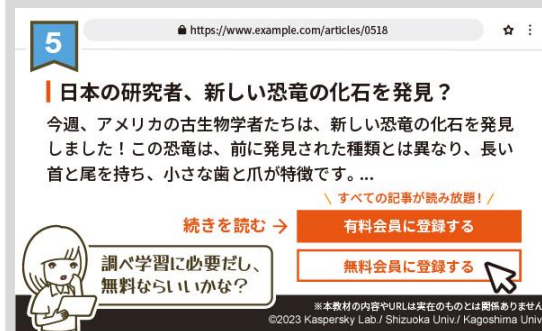 5
https://www.example.com/articles/0518
日本の研究者、新しい恐竜の化石を発見?
今週、アメリカの古生物学者たちは、新しい恐竜の化石を発見
しました!この恐竜は、前に発見された種類とは異なり、長い
首と尾を持ち、小さな歯と爪が特徴です。...
\ すべての記事が読み放題! /
続きを読む → 有料会員に登録する
無料会員に登録する
調べ学習に必要だし、
無料ならいいかな?
※本教材の内容やURLは実在のものとは関係ありません
©2023 Kaspersky Lab./ Shizuoka Univ./ Kagoshima Univ